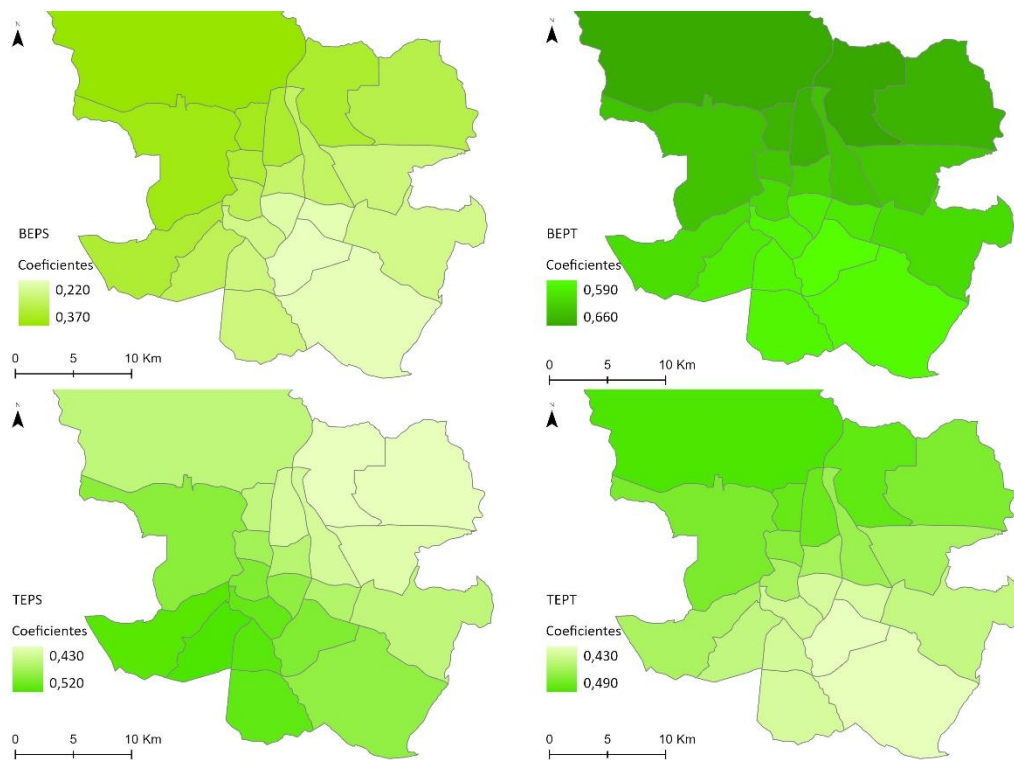 N
BEPS
Coeficientes
0,220
0,370
0 5 10 Km
N
BEPT
Coeficientes
0,590
0,660
0 5 10 Km
N
TEPS
Coeficientes
0,430
0,520
0 5 10 Km
N
TEPT
Coeficientes
0,430
0,490
0 5 10 Km